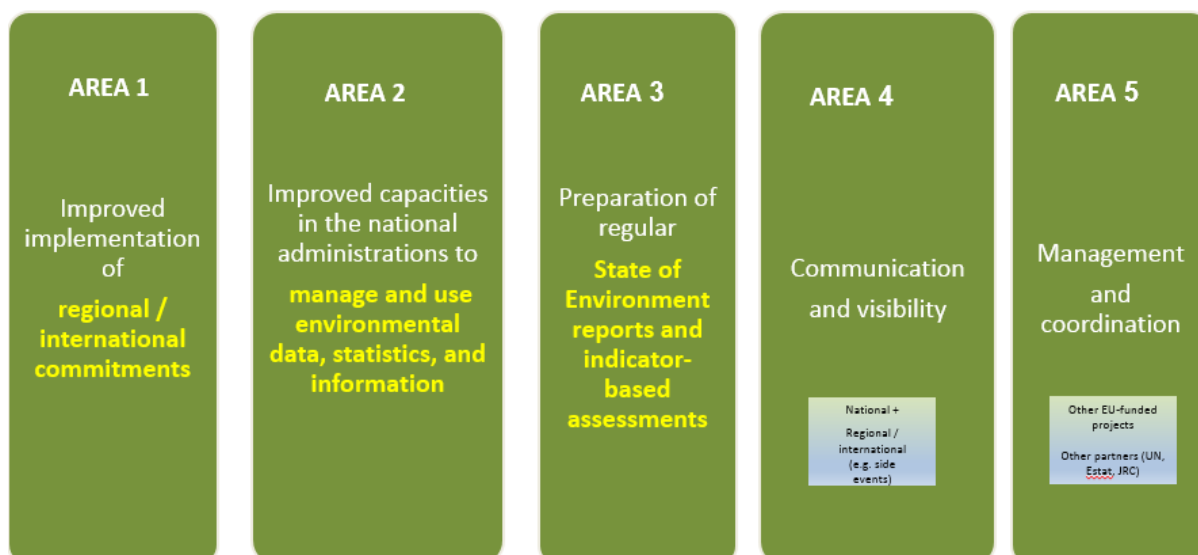 AREA 1
Improved
implementation
of
regional /
international
commitments
AREA 2
Improved capacities
in the national
administrations to
manage and use
environmental
data, statistics, and
information
AREA 3
Preparation of
regular
State of
Environment
reports and
indicator-
based
assessments
AREA 4
Communication
and visibility
National +
Regional /
international
(e.g. side
events)
AREA 5
Management
and
coordination
Other EU-funded
projects
Other partners (UN,
Estat, JRC)